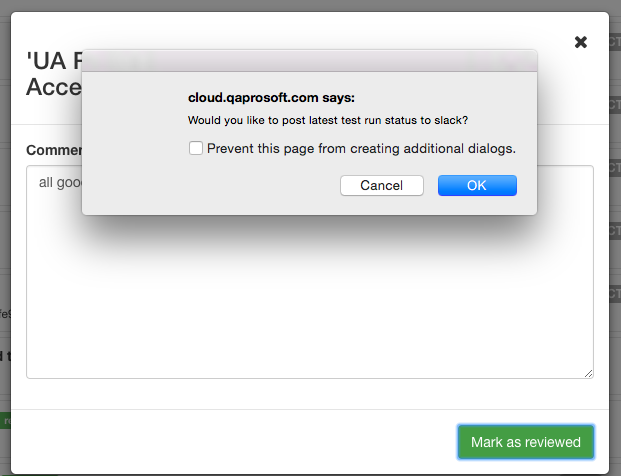 'UA
Acce
cloud.qaprosoft.com says:
Would you like to post latest test run status to slack?
Prevent this page from creating additional dialogs.
Commen
Cancel
OK
all goo
Mark as reviewed